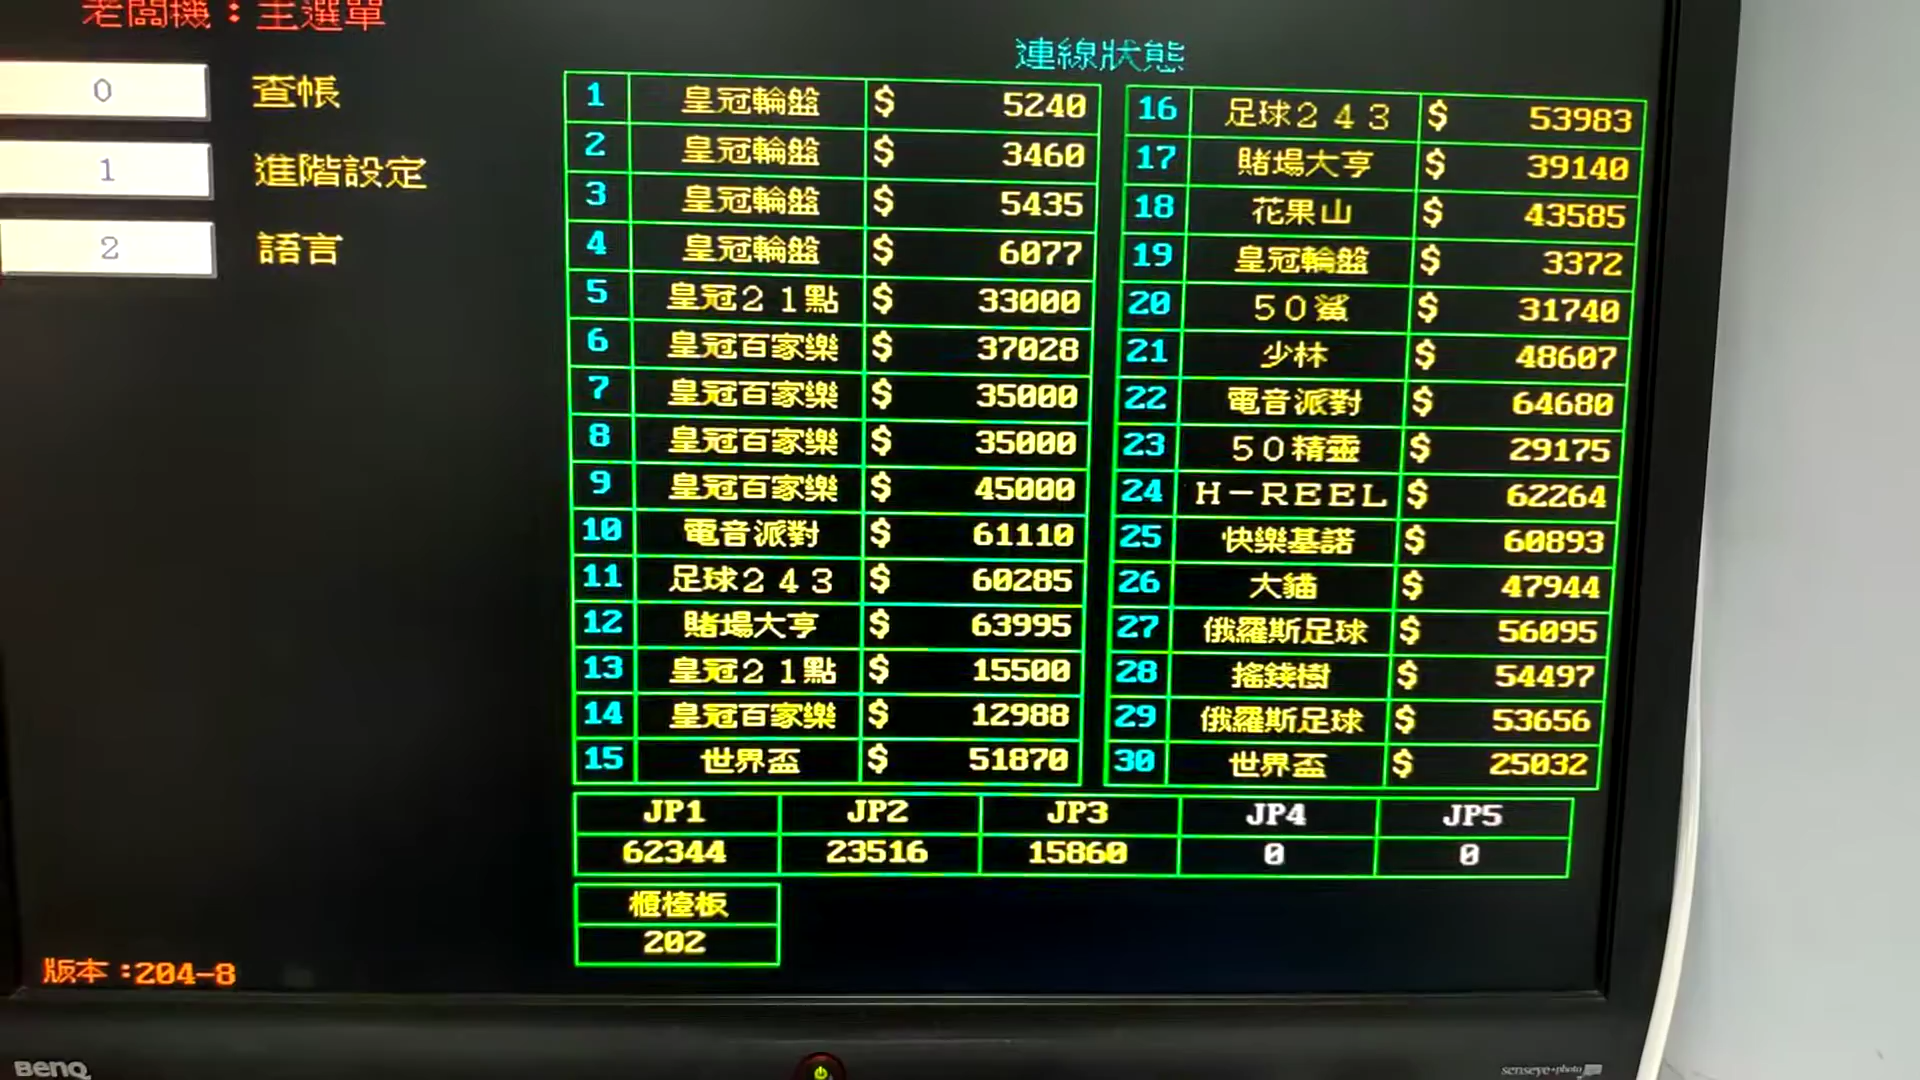 老闆機：主選單
0 查帳
1 進階設定
2 語言
連線狀態
1 皇冠輪盤 $ 5240
2 皇冠輪盤 $ 3460
3 皇冠輪盤 $ 5435
4 皇冠輪盤 $ 6077
5 皇冠２１點 $ 33000
6 皇冠百家樂 $ 37028
7 皇冠百家樂 $ 35000
8 皇冠百家樂 $ 35000
9 皇冠百家樂 $ 45000
10 電音派對 $ 61110
11 足球２４３ $ 60285
12 賭場大亨 $ 63995
13 皇冠２１點 $ 15500
14 皇冠百家樂 $ 12988
15 世界盃 $ 51870
16 足球２４３ $ 53983
17 賭場大亨 $ 39140
18 花果山 $ 43585
19 皇冠輪盤 $ 3372
20 ５０鯊 $ 31740
21 少林 $ 48607
22 電音派對 $ 64680
23 ５０精靈 $ 29175
24 Ｈ－ＲＥＥＬ $ 62264
25 快樂基諾 $ 60893
26 大貓 $ 47944
27 俄羅斯足球 $ 56095
28 搖錢樹 $ 54497
29 俄羅斯足球 $ 53656
30 世界盃 $ 25032
JP1 JP2 JP3 JP4 JP5
62344 23516 15860 0 0
櫃檯板
202
版本：204-8
BenQ
senseye+photo